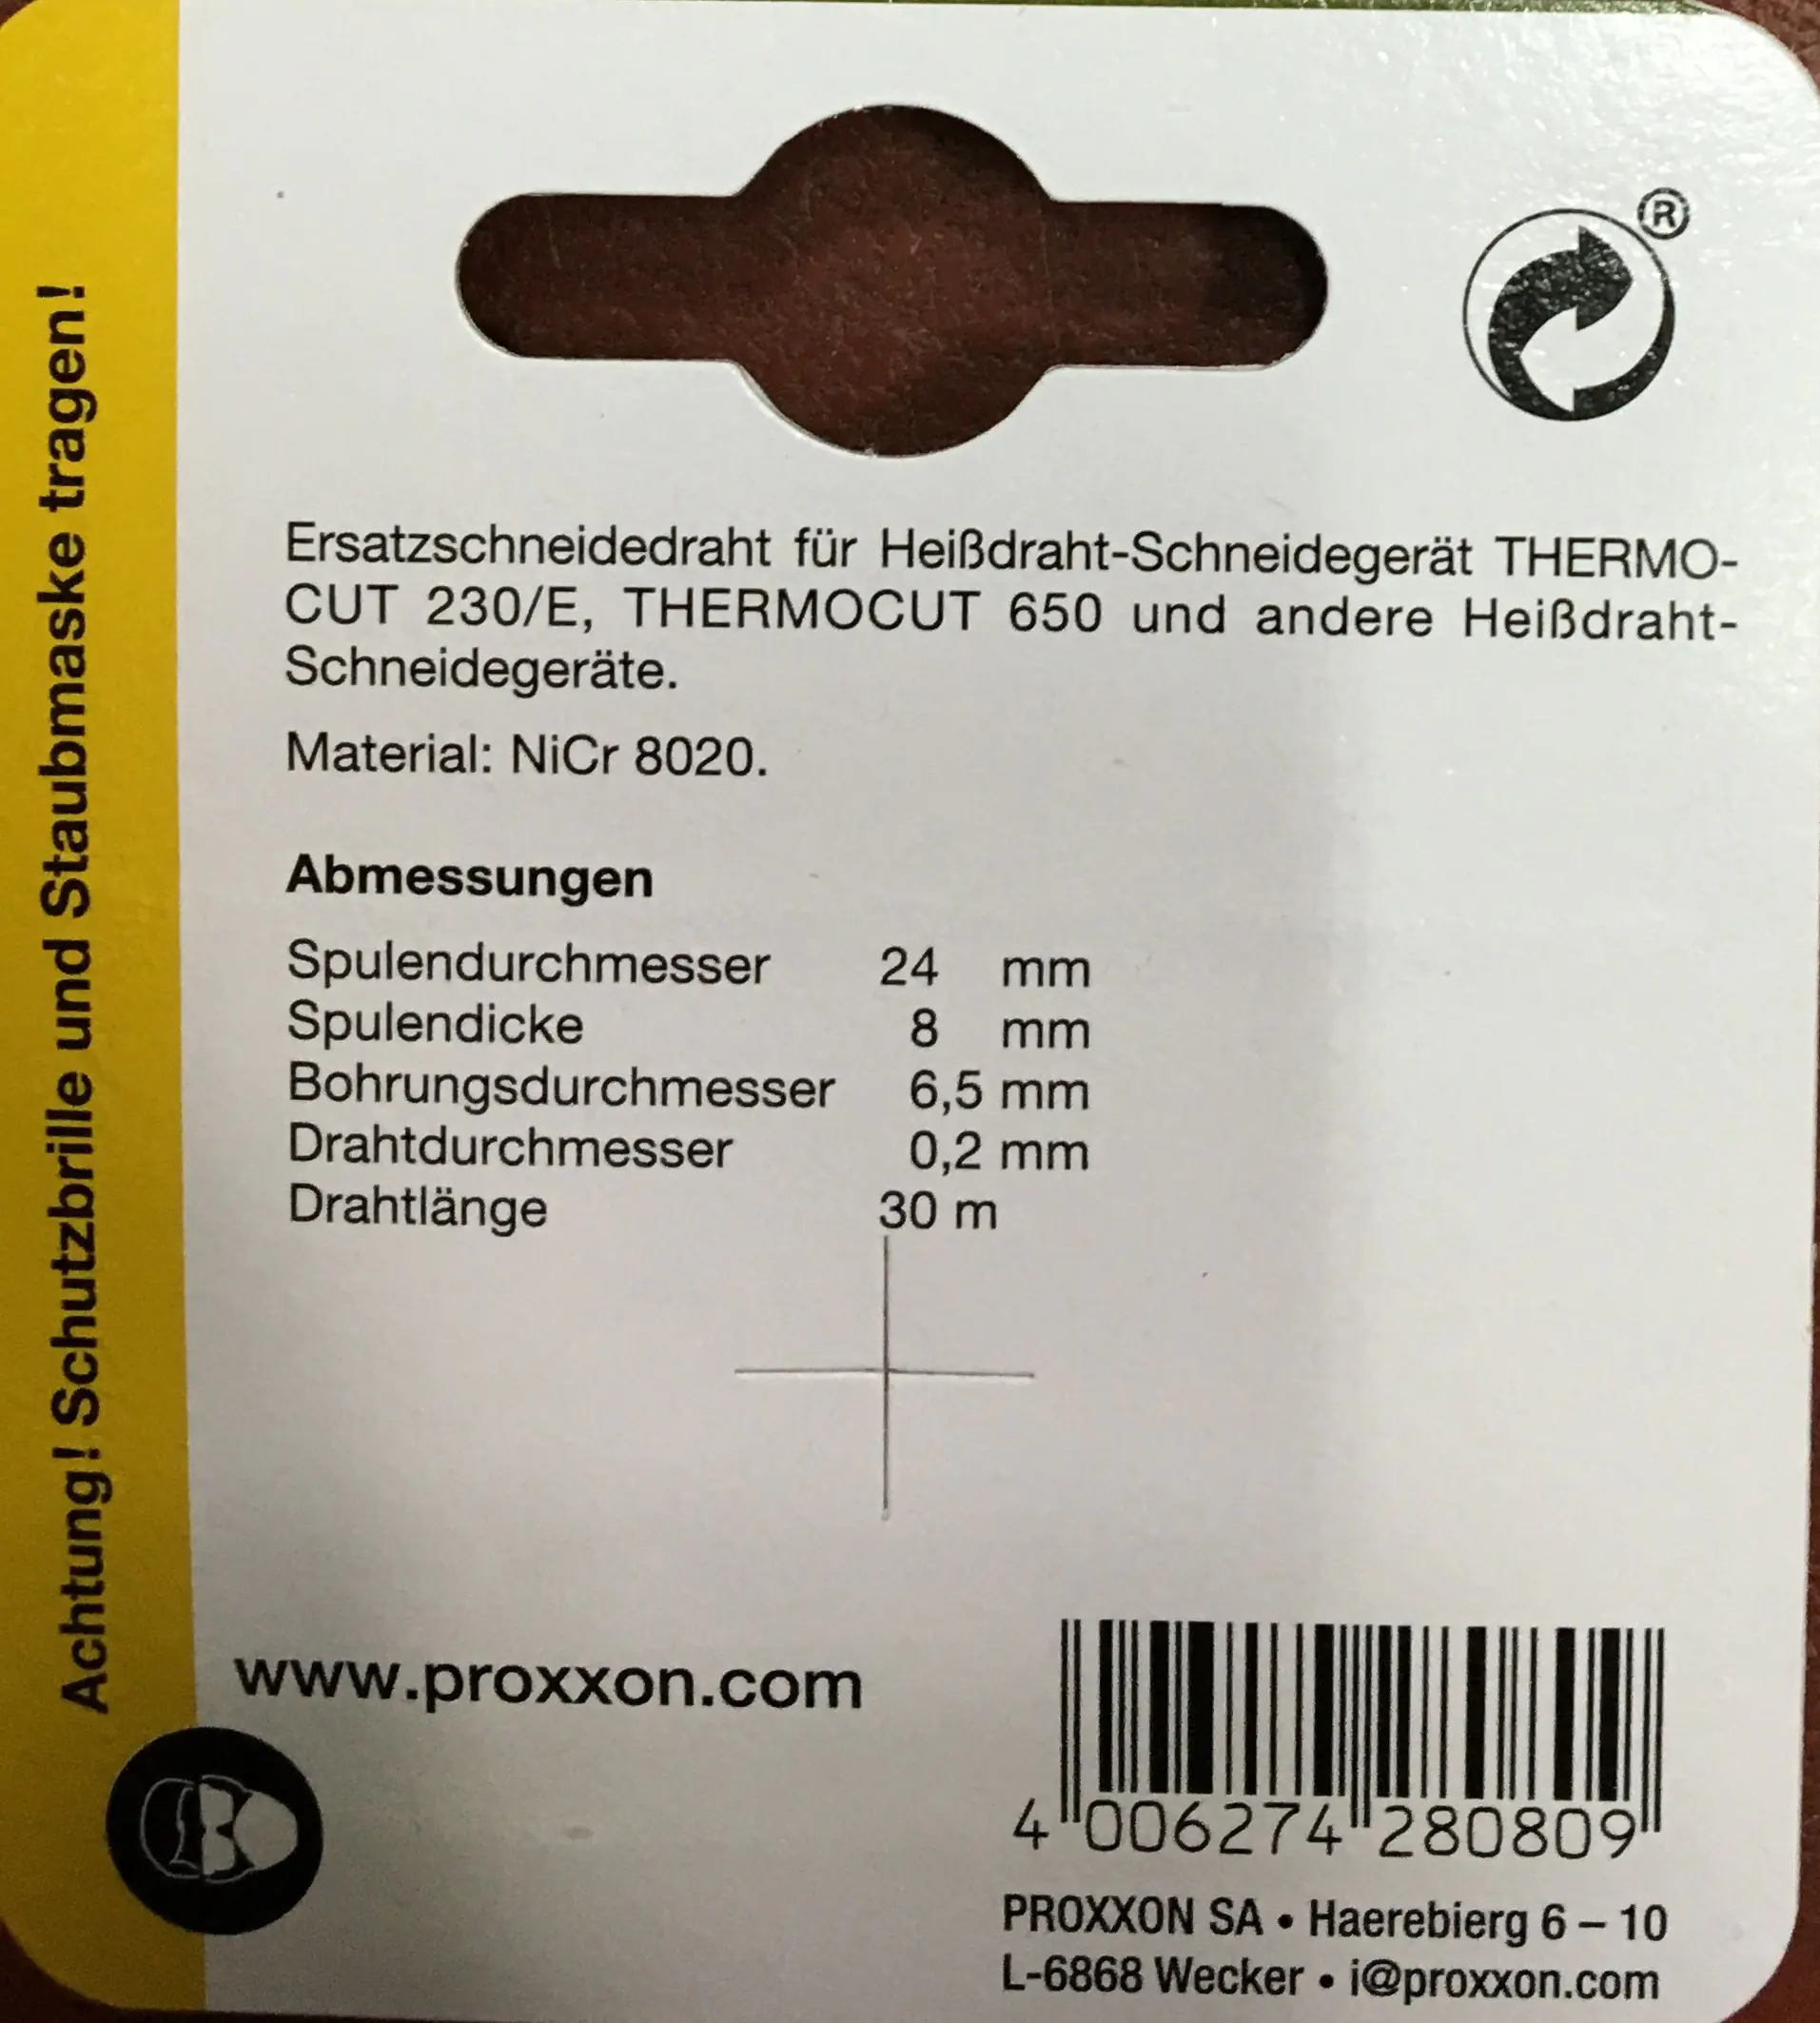 Achtung! Schutzbrille und Staubmaske tragen!
®
Ersatzschneidedraht für Heißdraht-Schneidegerät THERMO-
CUT 230/E, THERMOCUT 650 und andere Heißdraht-
Schneidegeräte.
Material: NiCr 8020.
Abmessungen
Spulendurchmesser 24 mm
Spulendicke 8 mm
Bohrungsdurchmesser 6,5 mm
Drahtdurchmesser 0,2 mm
Drahtlänge 30 m
www.proxxon.com
4 006274 280809
PROXXON SA • Haerebierg 6 – 10
L-6868 Wecker • i@proxxon.com